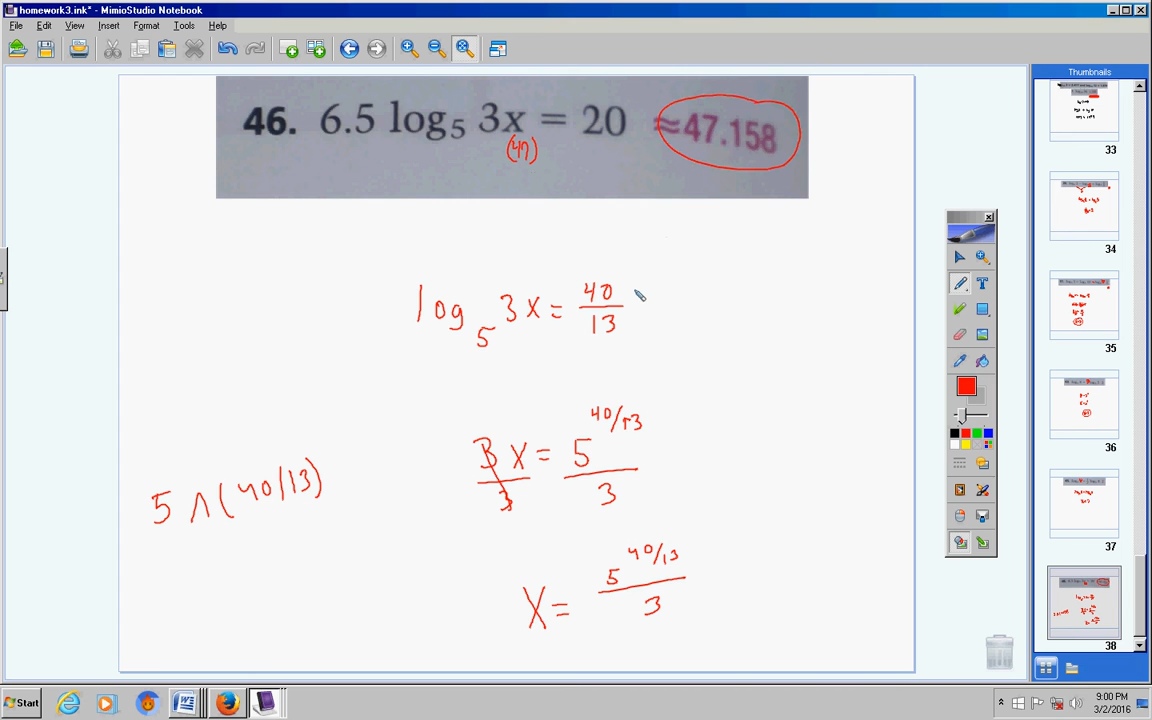 homework3.ink* - MimioStudio Notebook
File Edit View Insert Format Tools Help
46. 6.5 log₅ 3x = 20 ≈47.158
(47)
log₅ 3x = 40/13
3x/3 = 5^(40/13)/3
5 ^ (40/13)
x = 5^(40/13)/3
Thumbnails
33
34
35
36
37
38
T
Start
W
9:00 PM
3/2/2016